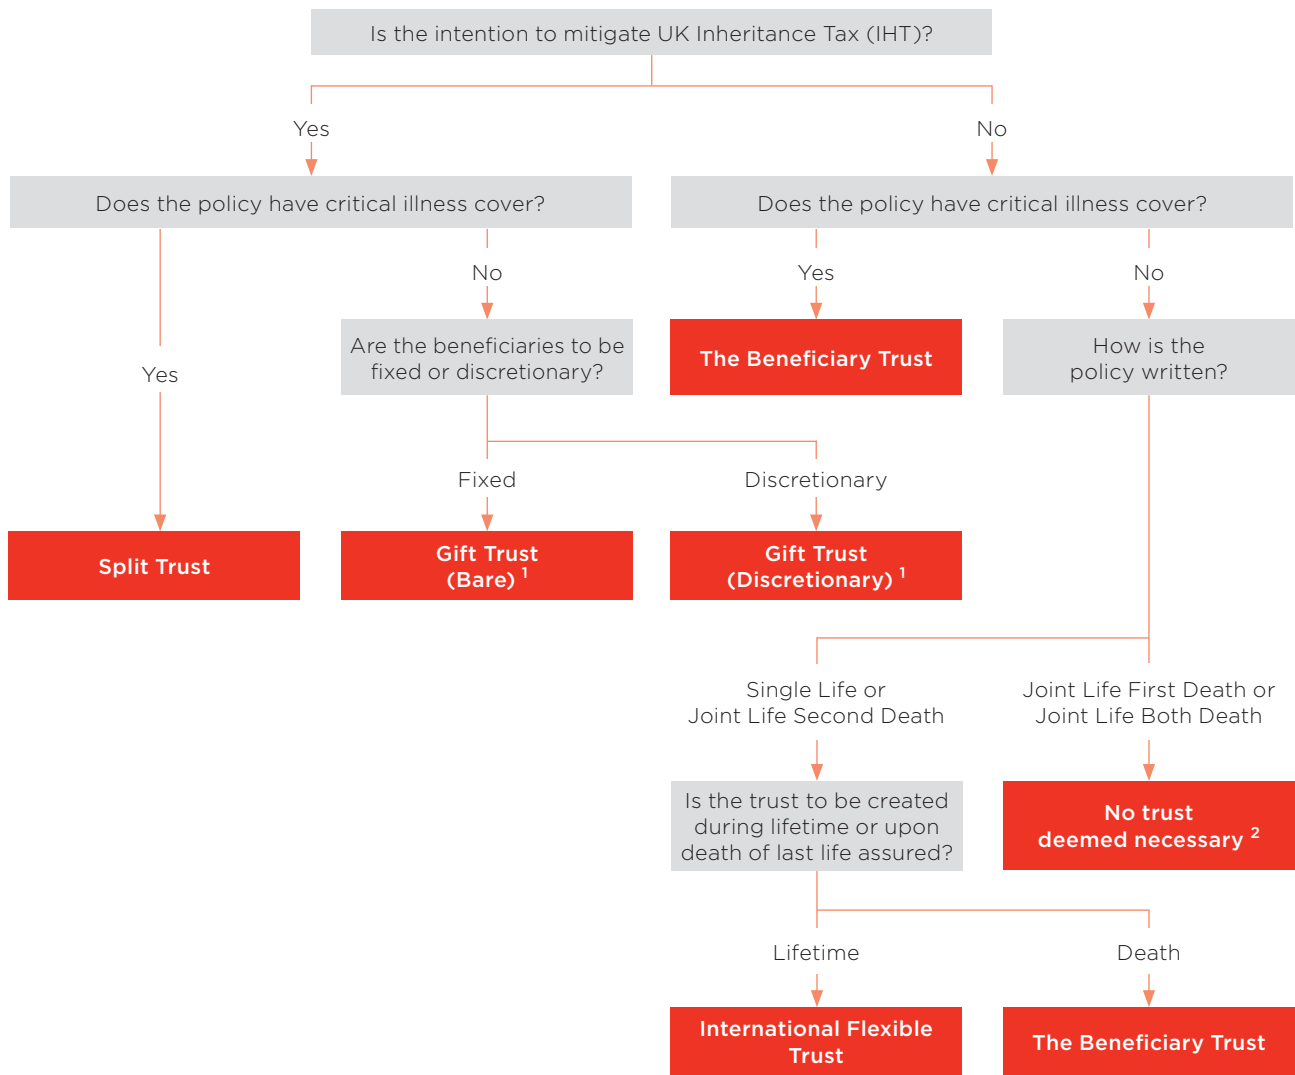 Is the intention to mitigate UK Inheritance Tax (IHT)?
Yes
No
Does the policy have critical illness cover?
Does the policy have critical illness cover?
No
Yes
No
Are the beneficiaries to be
fixed or discretionary?
The Beneficiary Trust
How is the
policy written?
Yes
Fixed
Discretionary
Split Trust
Gift Trust
(Bare) 1
Gift Trust
(Discretionary) 1
Single Life or
Joint Life Second Death
Joint Life First Death or
Joint Life Both Death
Is the trust to be created
during lifetime or upon
death of last life assured?
No trust
deemed necessary 2
Lifetime
Death
International Flexible
Trust
The Beneficiary Trust